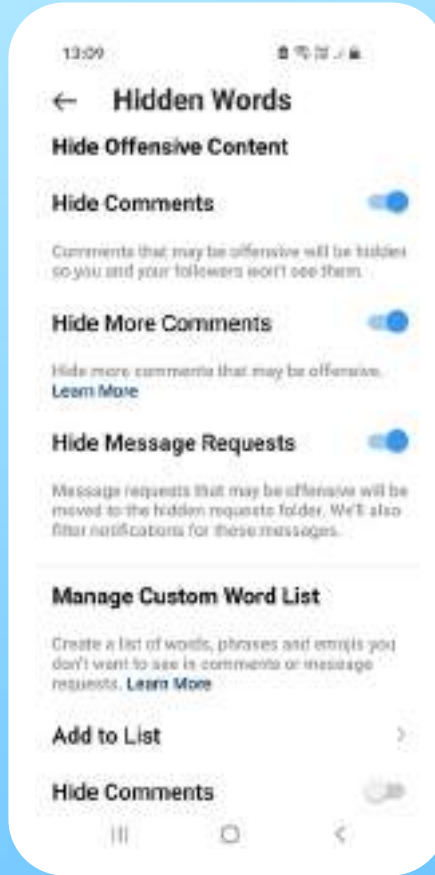 13:09
Hidden Words
Hide Offensive Content
Hide Comments
Comments that may be offensive will be hidden
so you and your followers won't see them.
Hide More Comments
Hide more comments that may be offensive.
Learn More
Hide Message Requests
Message requests that may be offensive will be
moved to the hidden requests folder. We'll also
filter notifications for these messages.
Manage Custom Word List
Create a list of words, phrases and emojis you
don't want to see in comments or message
requests. Learn More
Add to List
Hide Comments